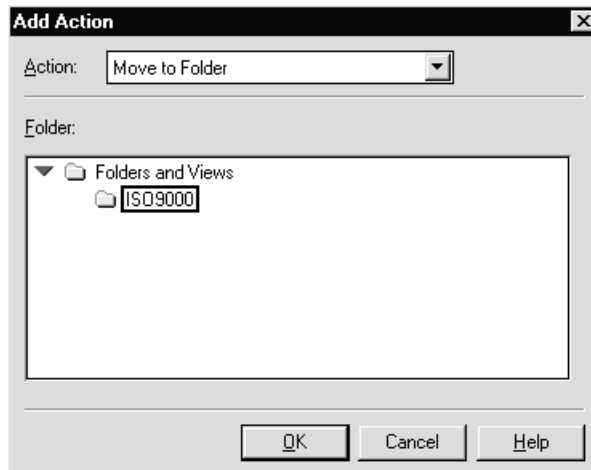 Add Action
Action: Move to Folder
Folder:
Folders and Views
ISO9000
OK Cancel Help